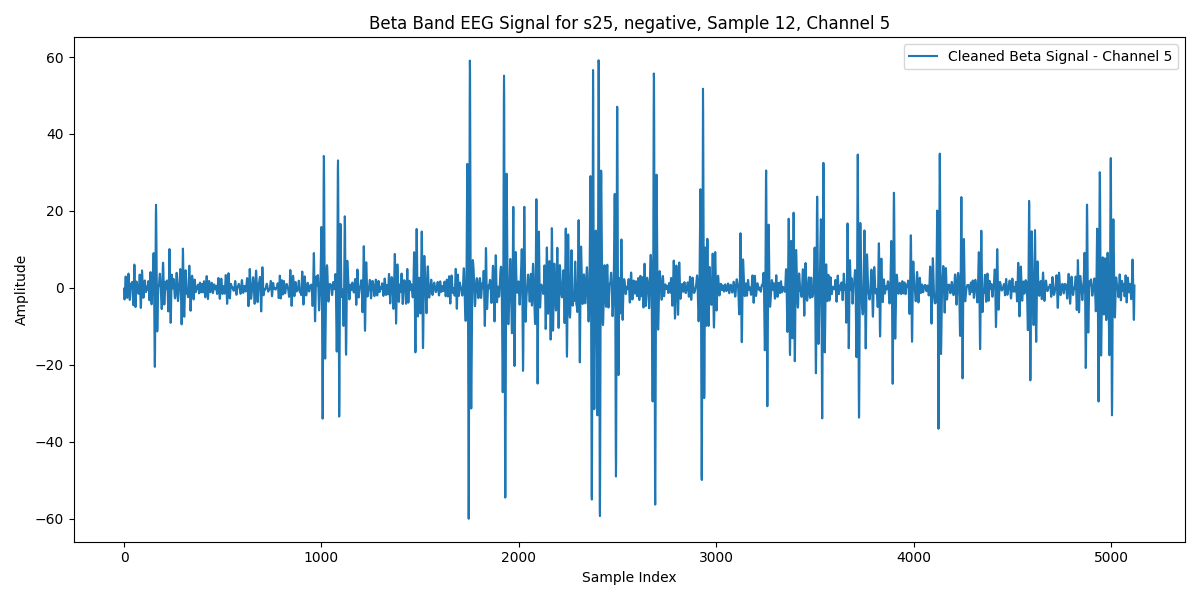 Beta Band EEG Signal for s25, negative, Sample 12, Channel 5
Cleaned Beta Signal - Channel 5
60
40
20
0
−20
−40
−60
Amplitude
0 1000 2000 3000 4000 5000
Sample Index